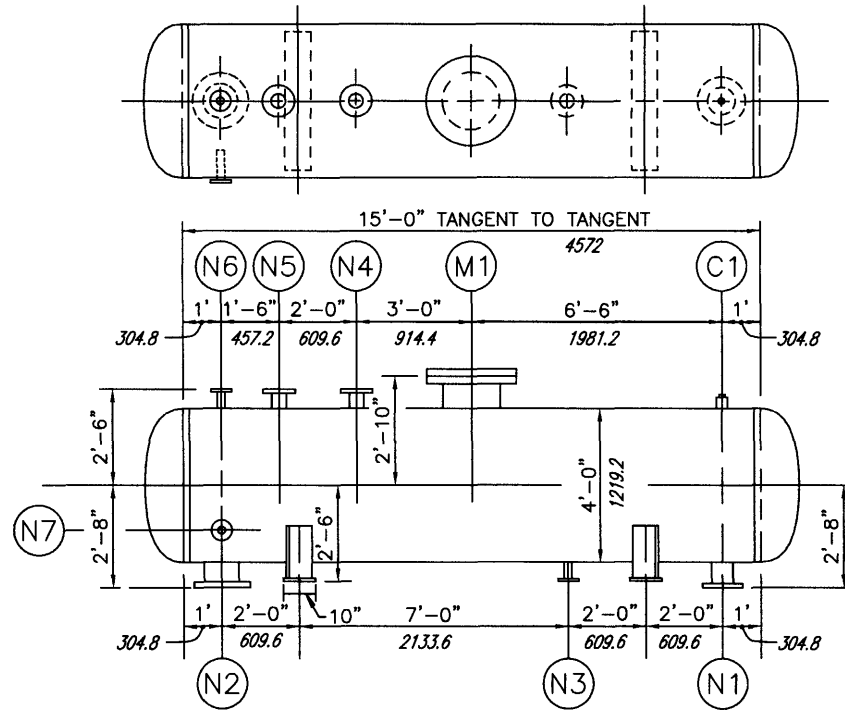 15'-0" TANGENT TO TANGENT
4572
N6 N5 N4 M1 C1
1' 1'-6" 2'-0" 3'-0" 6'-6" 1'
304.8 457.2 609.6 914.4 1981.2 304.8
2'-6"
2'-10"
4'-0"
1219.2
N7
2'-8"
2'-6"
2'-8"
10"
1' 2'-0" 7'-0" 2'-0" 2'-0" 1'
304.8 609.6 2133.6 609.6 609.6 304.8
N2 N3 N1